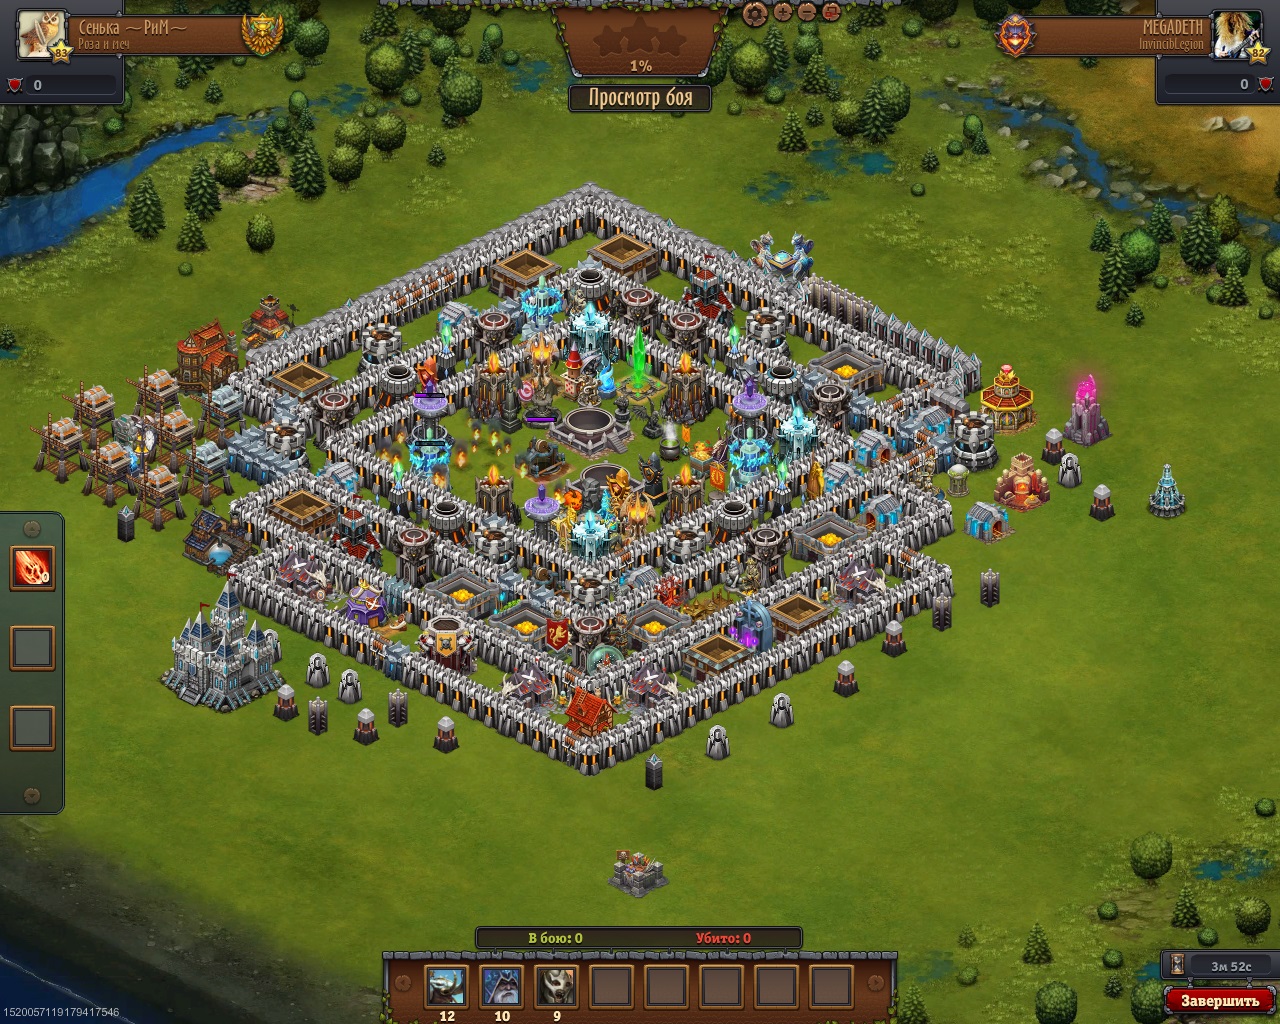 Сенька ~РиМ~
Роза и меч
83
0
1%
Просмотр боя
MEGADETH
InvincibLegion
82
0
0
В бою: 0
Убито: 0
12
10
9
3м 52с
Завершить
1520057119179417546